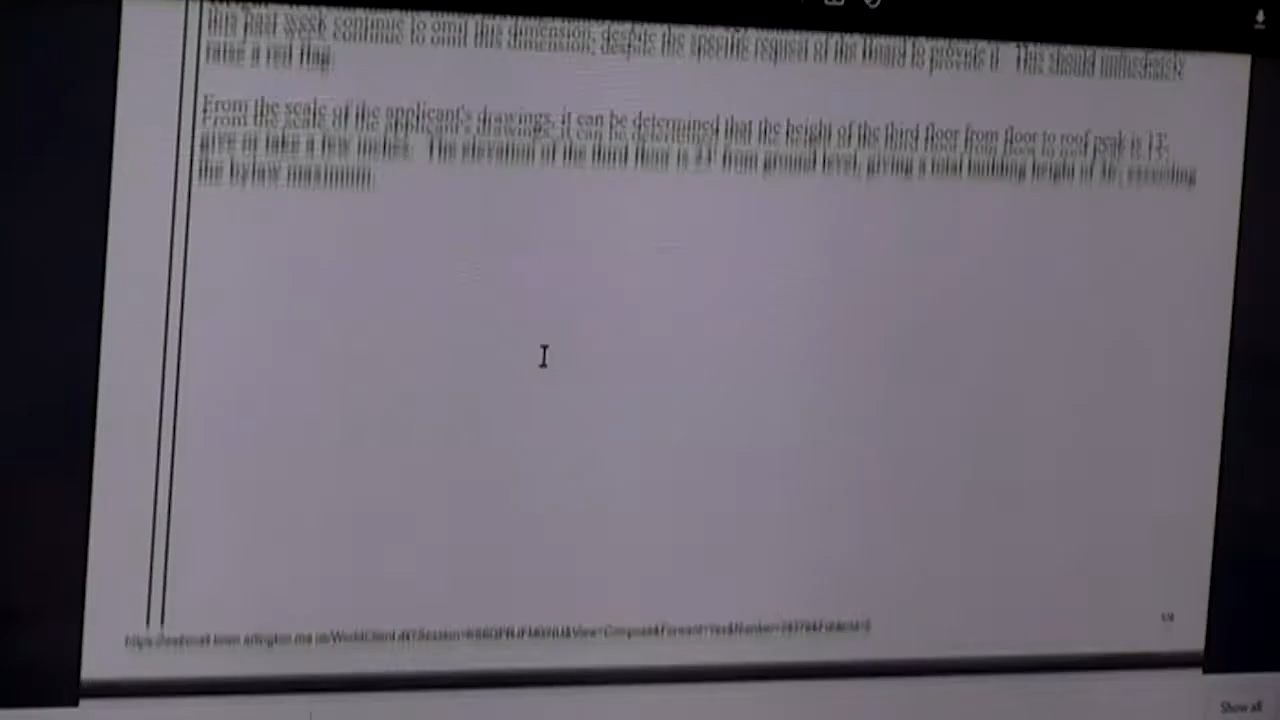 this past week continue to omit this dimension, despite the specific request of the Board to provide it. This should immediately
raise a red flag.
From the scale of the applicant's drawings, it can be determined that the height of the third floor from floor to roof peak is 13',
give or take a few inches. The elevation of the third floor is from ground level, giving a total building height of exceeding
the bylaw maximum.
Show all